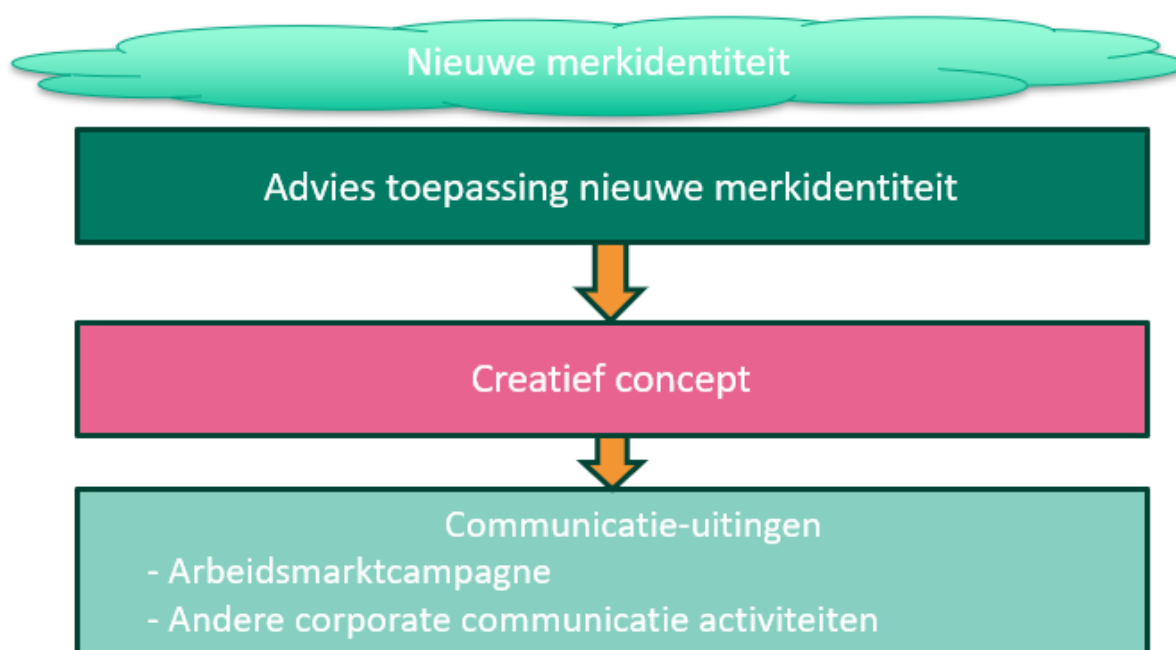 Nieuwe merkidentiteit
Advies toepassing nieuwe merkidentiteit
Creatief concept
Communicatie-uitingen
- Arbeidsmarktcampagne
- Andere corporate communicatie activiteiten